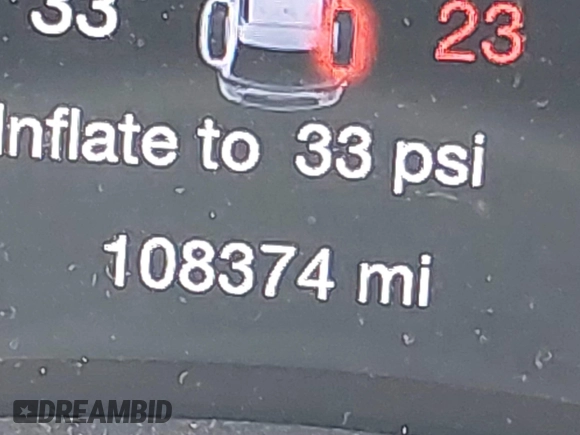 33 23
Inflate to 33 psi
108374 mi
DREAMBID